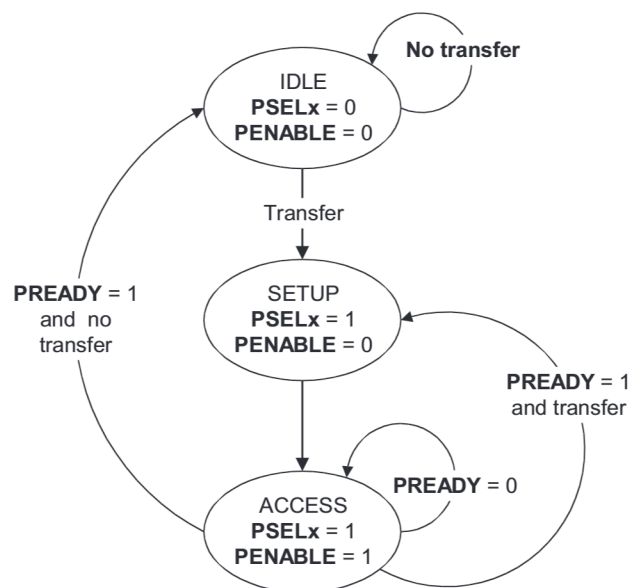 No transfer
IDLE
PSELx = 0
PENABLE = 0
Transfer
PREADY = 1
and no
transfer
SETUP
PSELx = 1
PENABLE = 0
PREADY = 1
and transfer
PREADY = 0
ACCESS
PSELx = 1
PENABLE = 1